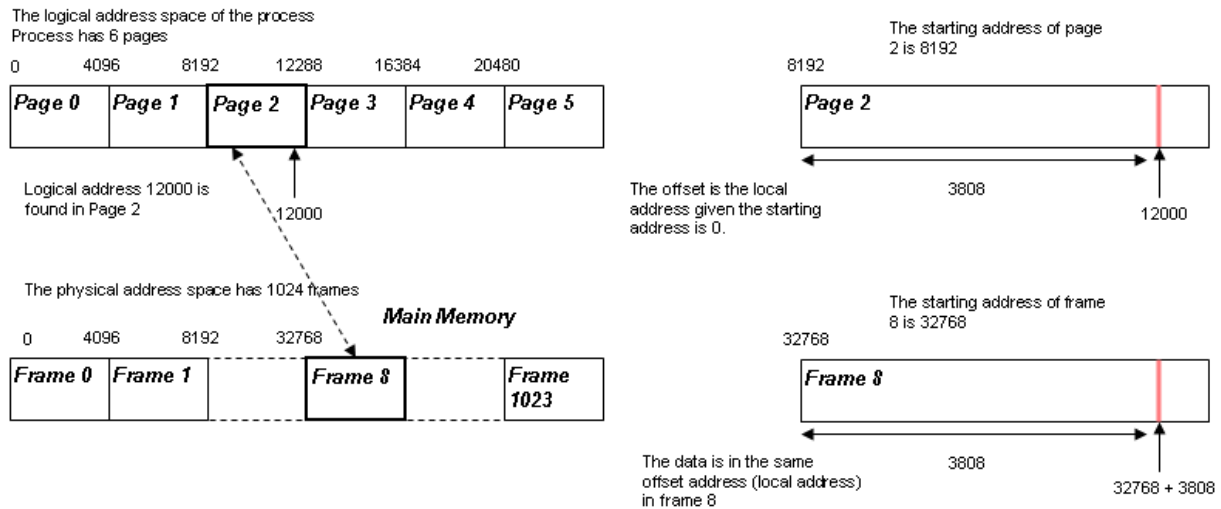 The logical address space of the process
Process has 6 pages
0 4096 8192 12288 16384 20480
Page 0 Page 1 Page 2 Page 3 Page 4 Page 5
Logical address 12000 is
found in Page 2
12000
The physical address space has 1024 frames
Main Memory
0 4096 8192 32768
Frame 0 Frame 1 Frame 8 Frame
1023
The starting address of page
2 is 8192
8192
Page 2
3808
The offset is the local
address given the starting
address is 0.
12000
The starting address of frame
8 is 32768
32768
Frame 8
3808
The data is in the same
offset address (local address)
in frame 8
32768 + 3808